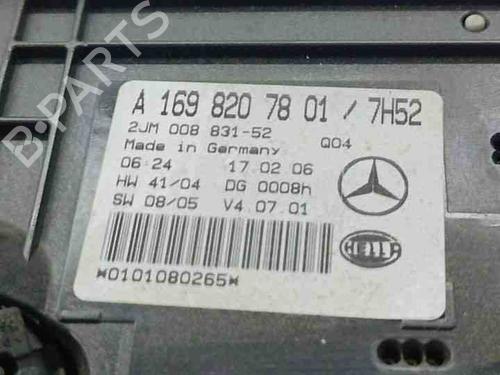 A 169 820 78 01 / 7H52
2JM 008 831-52 Q04
Made in Germany
06:24 17.02.06
HW 41/04 DG 0008h
SW 08/05 V4.07.01
HELLA
*0101080265*
B-PARTS